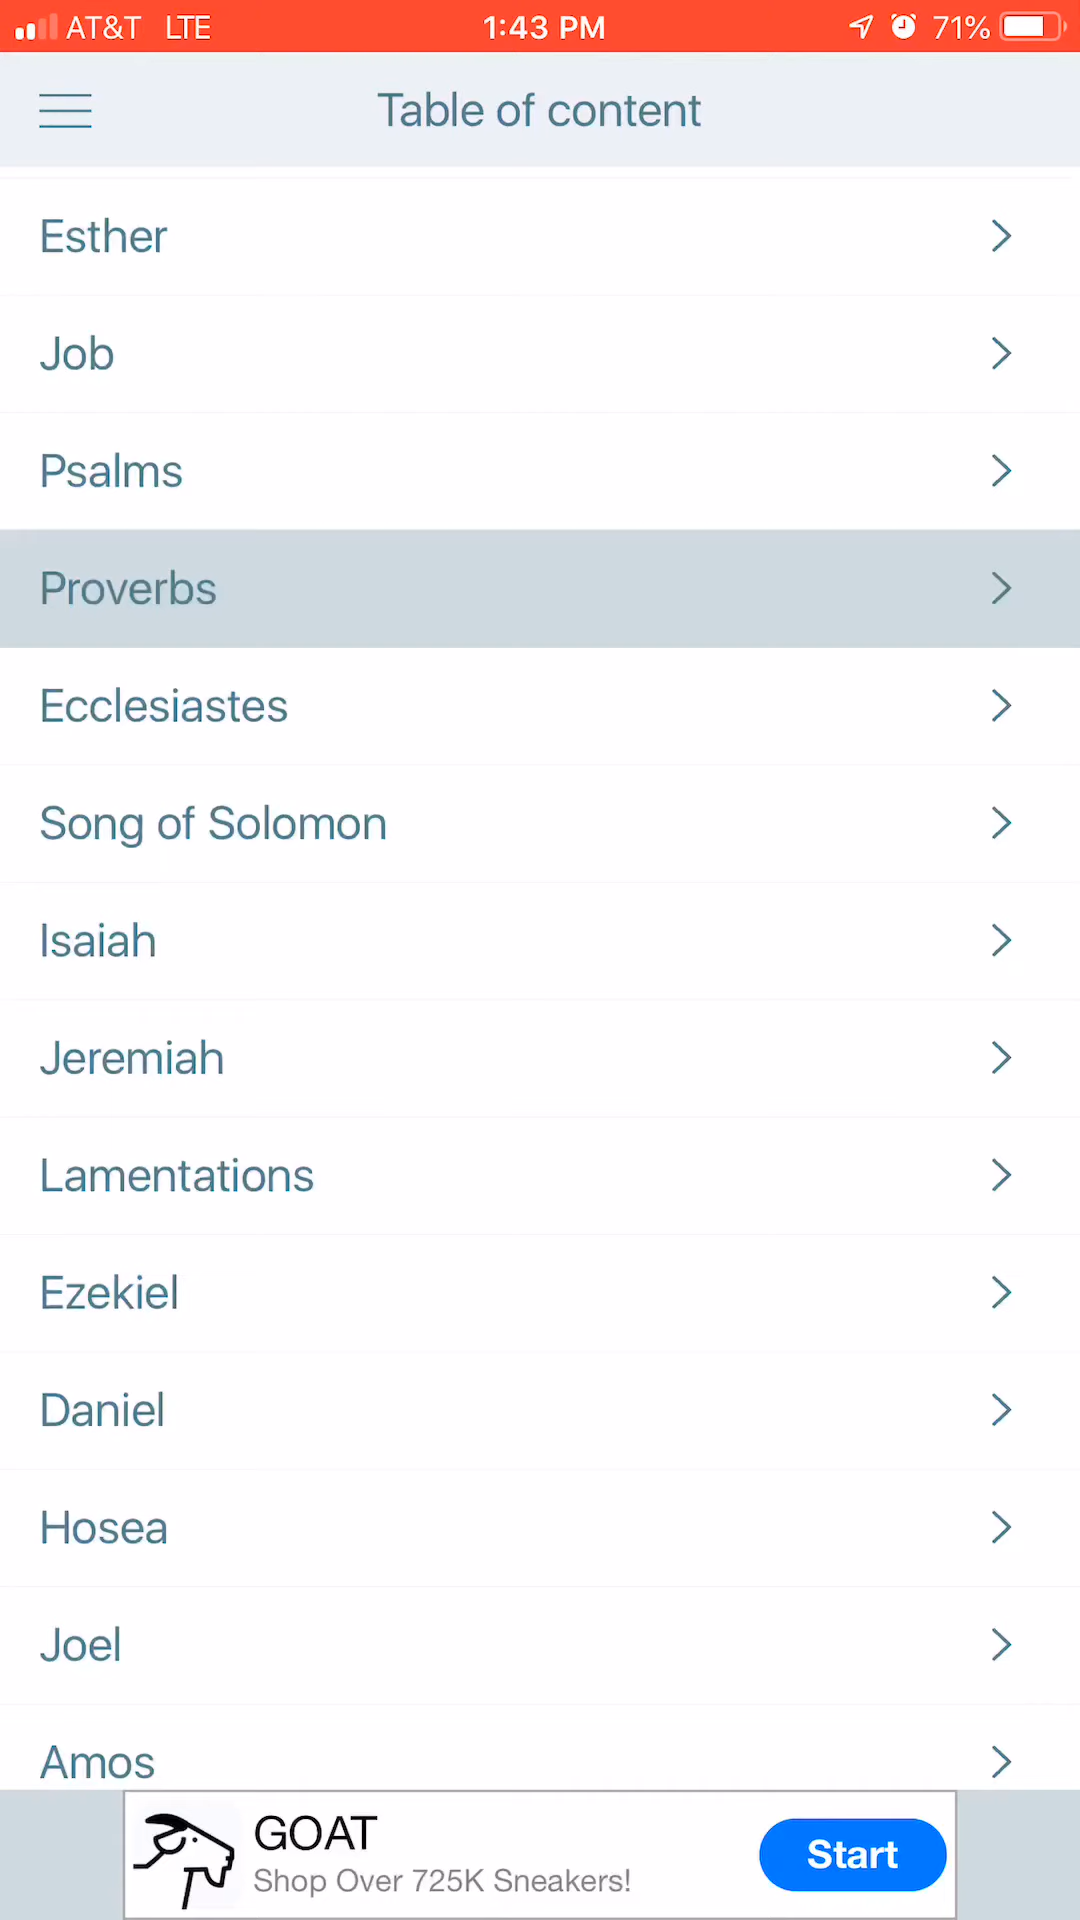 AT&T LTE 1:43 PM 71%
Table of content
Esther
Job
Psalms
Proverbs
Ecclesiastes
Song of Solomon
Isaiah
Jeremiah
Lamentations
Ezekiel
Daniel
Hosea
Joel
Amos
GOAT
Shop Over 725K Sneakers!
Start